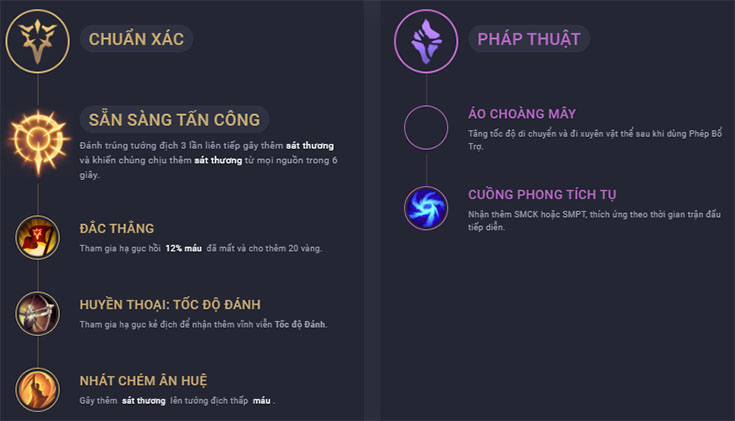 CHUẨN XÁC
SẴN SÀNG TẤN CÔNG
Đánh trúng tướng địch 3 lần liên tiếp gây thêm sát thương
và khiến chúng chịu thêm sát thương từ mọi nguồn trong 6
giây.
ĐẮC THẮNG
Tham gia hạ gục hồi 12% máu đã mất và cho thêm 20 vàng.
HUYỀN THOẠI: TỐC ĐỘ ĐÁNH
Tham gia hạ gục kẻ địch để nhận thêm vĩnh viễn Tốc độ Đánh.
NHÁT CHÉM ÂN HUỆ
Gây thêm sát thương lên tướng địch thấp máu .
PHÁP THUẬT
ÁO CHOÀNG MÂY
Tăng tốc độ di chuyển và đi xuyên vật thể sau khi dùng Phép Bổ
Trợ.
CUỒNG PHONG TÍCH TỤ
Nhận thêm SMCK hoặc SMPT, thích ứng theo thời gian trận đấu
tiếp diễn.